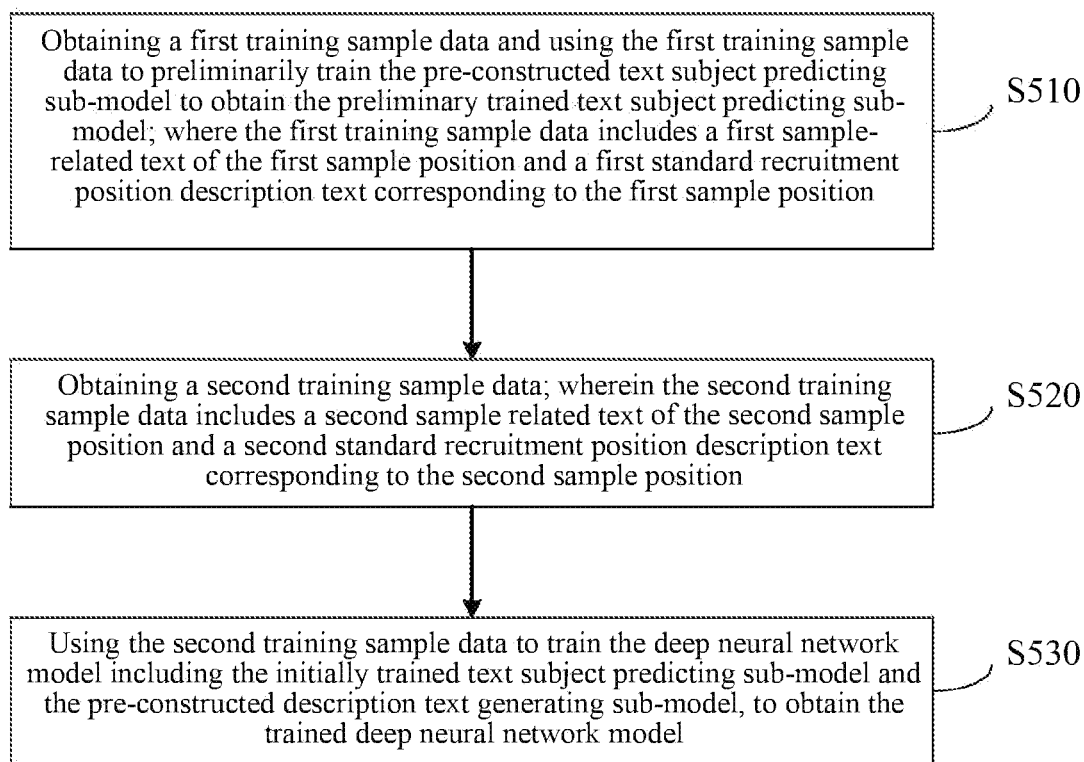 Obtaining a first training sample data and using the first training sample
data to preliminarily train the pre-constructed text subject predicting
sub-model to obtain the preliminary trained text subject predicting sub-
model; where the first training sample data includes a first sample-
related text of the first sample position and a first standard recruitment
position description text corresponding to the first sample position
S510
Obtaining a second training sample data; wherein the second training
sample data includes a second sample related text of the second sample
position and a second standard recruitment position description text
corresponding to the second sample position
S520
Using the second training sample data to train the deep neural network
model including the initially trained text subject predicting sub-model and
the pre-constructed description text generating sub-model, to obtain the
trained deep neural network model
S530